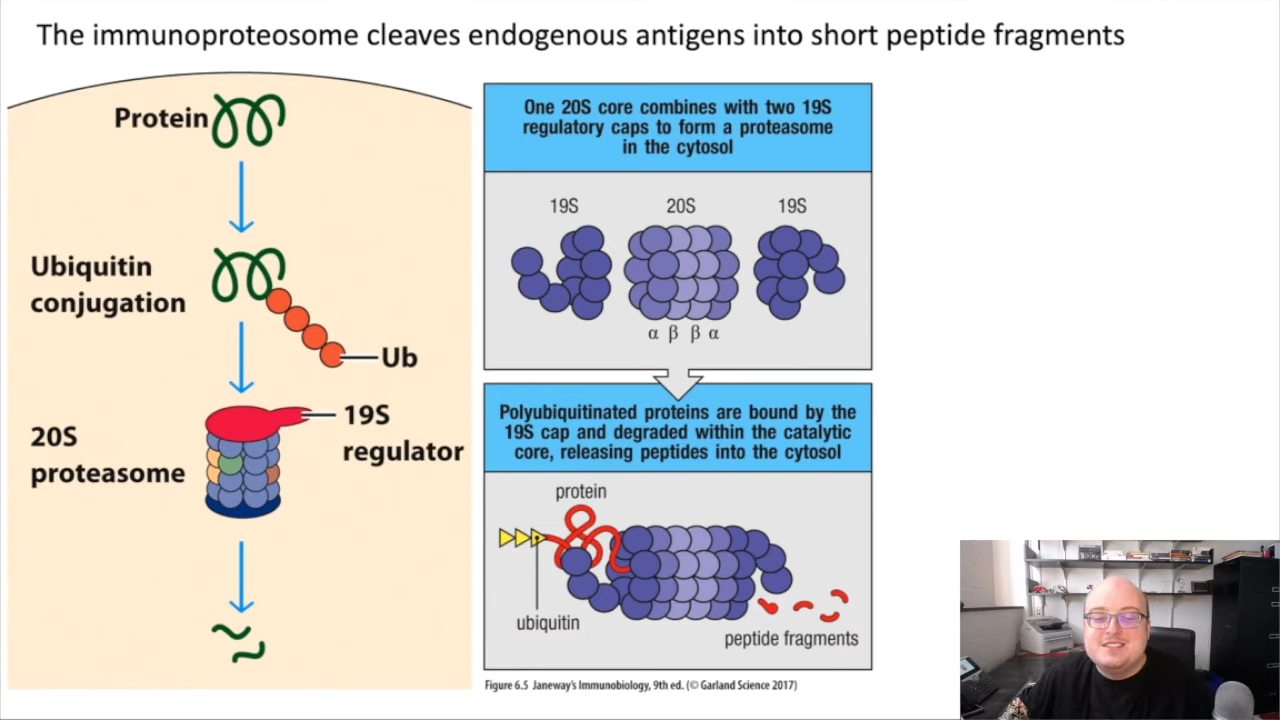 The immunoproteosome cleaves endogenous antigens into short peptide fragments
Protein
Ubiquitin
conjugation
Ub
20S
proteasome
19S
regulator
One 20S core combines with two 19S
regulatory caps to form a proteasome
in the cytosol
19S 20S 19S
α β β α
Polyubiquitinated proteins are bound by the
19S cap and degraded within the catalytic
core, releasing peptides into the cytosol
protein
ubiquitin
peptide fragments
Figure 6.5 Janeway's Immunobiology, 9th ed. (© Garland Science 2017)